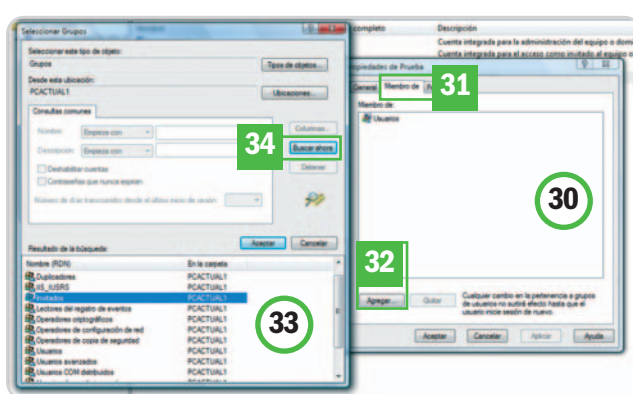 Seleccionar Grupos
Seleccionar este tipo de objeto:
Grupos
Tipos de objetos...
Desde esta ubicación:
PCACTUAL1
Ubicaciones...
Consultas comunes
Nombre: Empieza con
Columnas...
Descripción: Empieza con
34
Buscar ahora
Deshabilitar cuentas
Detener
Contraseñas que nunca expiran
Número de días transcurridos desde el último inicio de sesión:
Resultado de la búsqueda:
Aceptar
Cancelar
Nombre (RDN) En la carpeta
Duplicadores PCACTUAL1
IIS_IUSRS PCACTUAL1
Invitados PCACTUAL1
Lectores del registro de eventos PCACTUAL1
Operadores criptográficos PCACTUAL1
Operadores de configuración de red PCACTUAL1
Operadores de copia de seguridad PCACTUAL1
Usuarios PCACTUAL1
Usuarios avanzados PCACTUAL1
Usuarios COM distribuidos PCACTUAL1
33
completo Descripción
Cuenta integrada para la administración del equipo o domi
Cuenta integrada para el acceso como invitado al equipo o
opiedades de Prueba
General Miembro de
31
Miembro de:
Usuarios
30
32
Agregar...
Quitar
Cualquier cambio en la pertenencia a grupos
de usuarios no surtirá efecto hasta que el
usuario inicie sesión de nuevo.
Aceptar
Cancelar
Aplicar
Ayuda